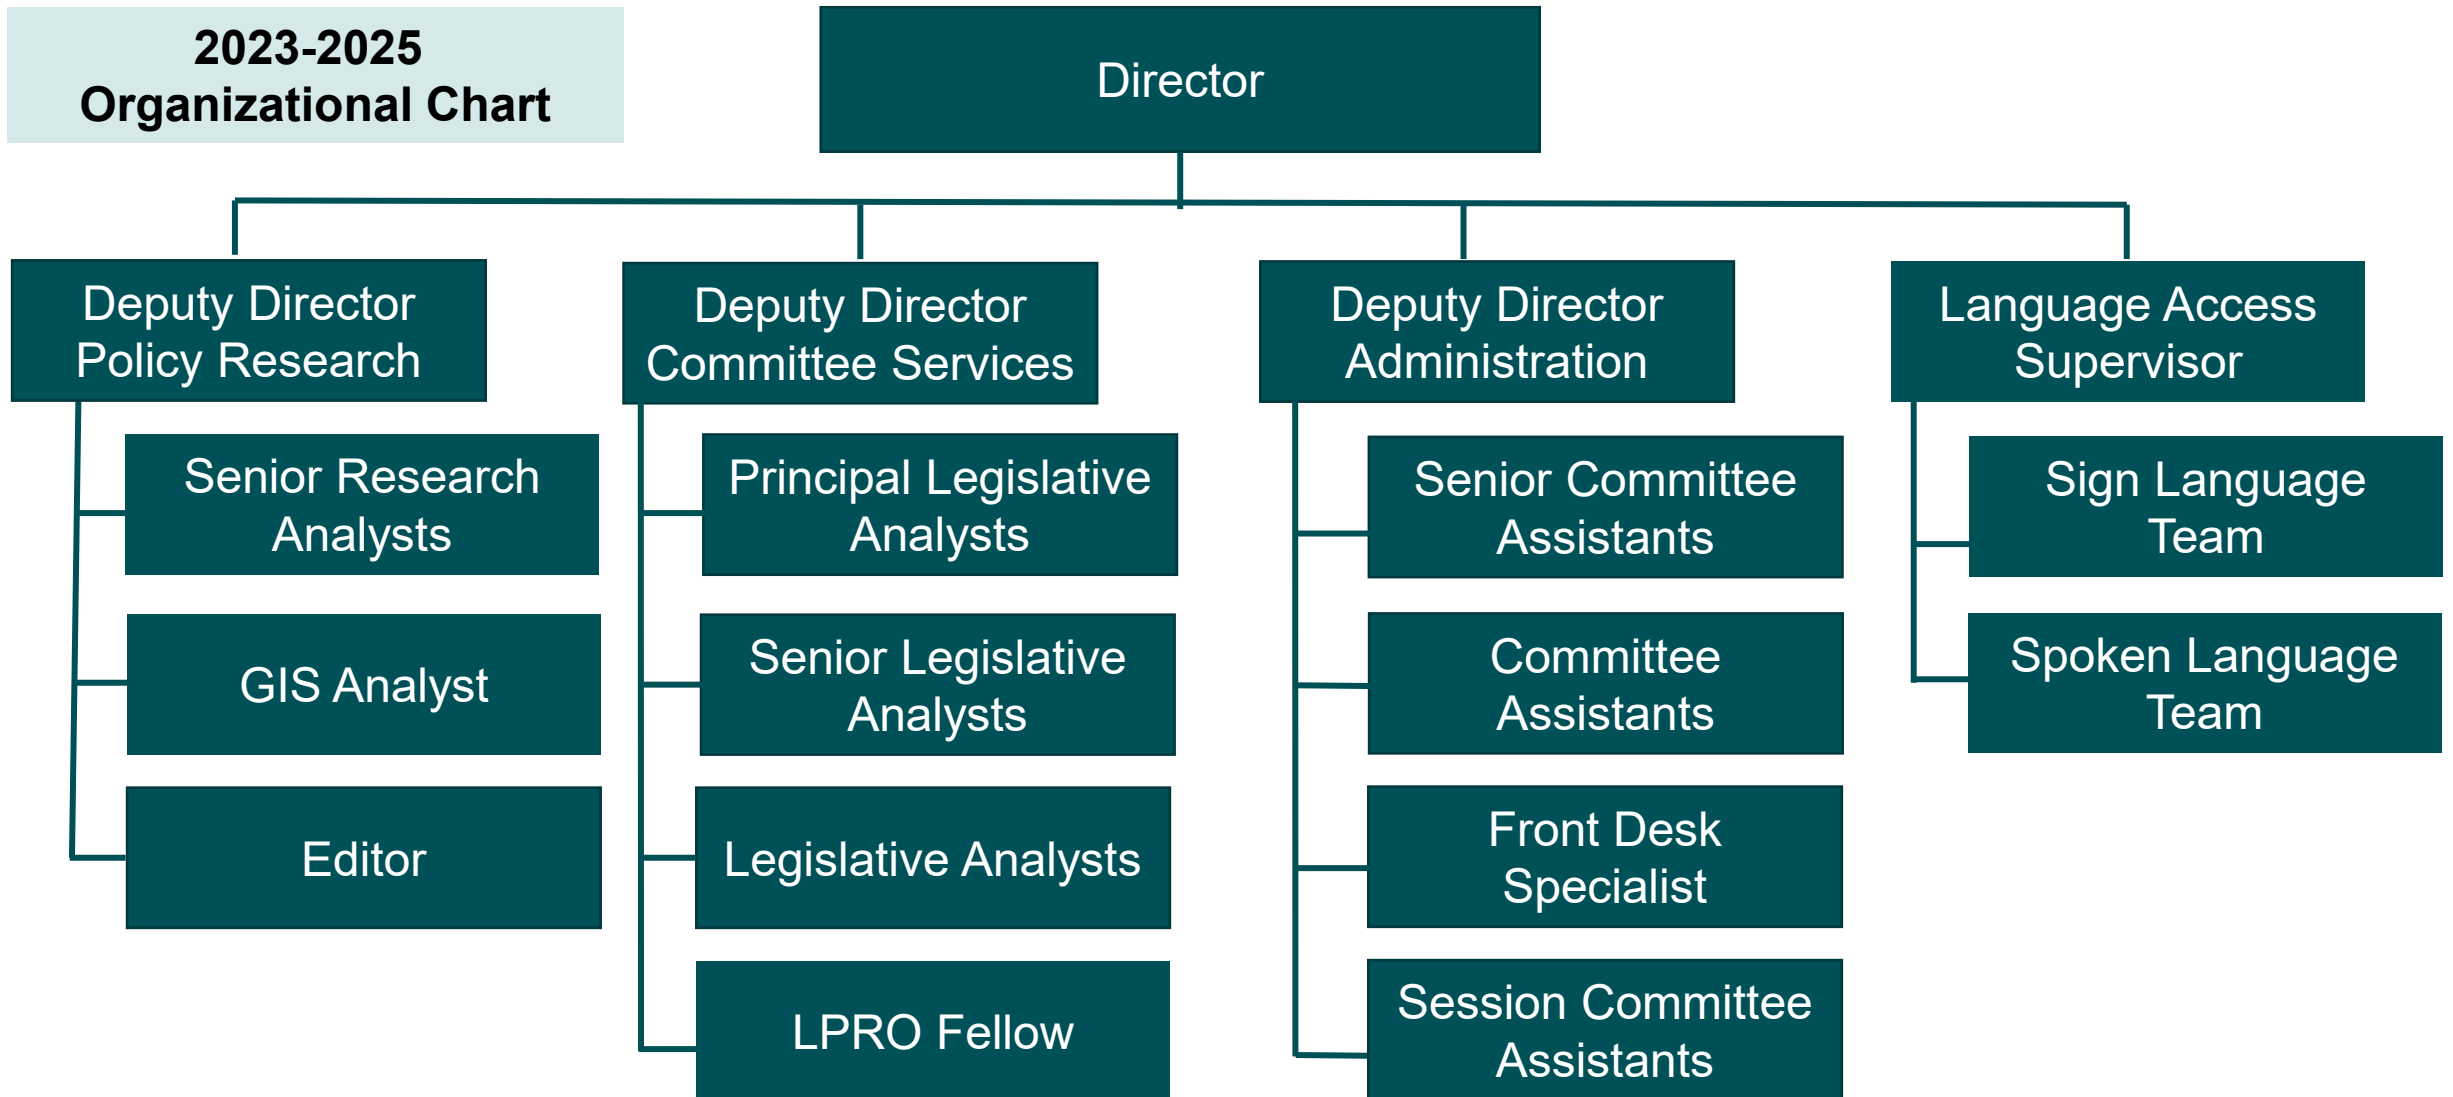 2023-2025
Organizational Chart
Director
Deputy Director
Policy Research
Senior Research
Analysts
GIS Analyst
Editor
Deputy Director
Committee Services
Principal Legislative
Analysts
Senior Legislative
Analysts
Legislative Analysts
LPRO Fellow
Deputy Director
Administration
Senior Committee
Assistants
Committee
Assistants
Front Desk
Specialist
Session Committee
Assistants
Language Access
Supervisor
Sign Language
Team
Spoken Language
Team